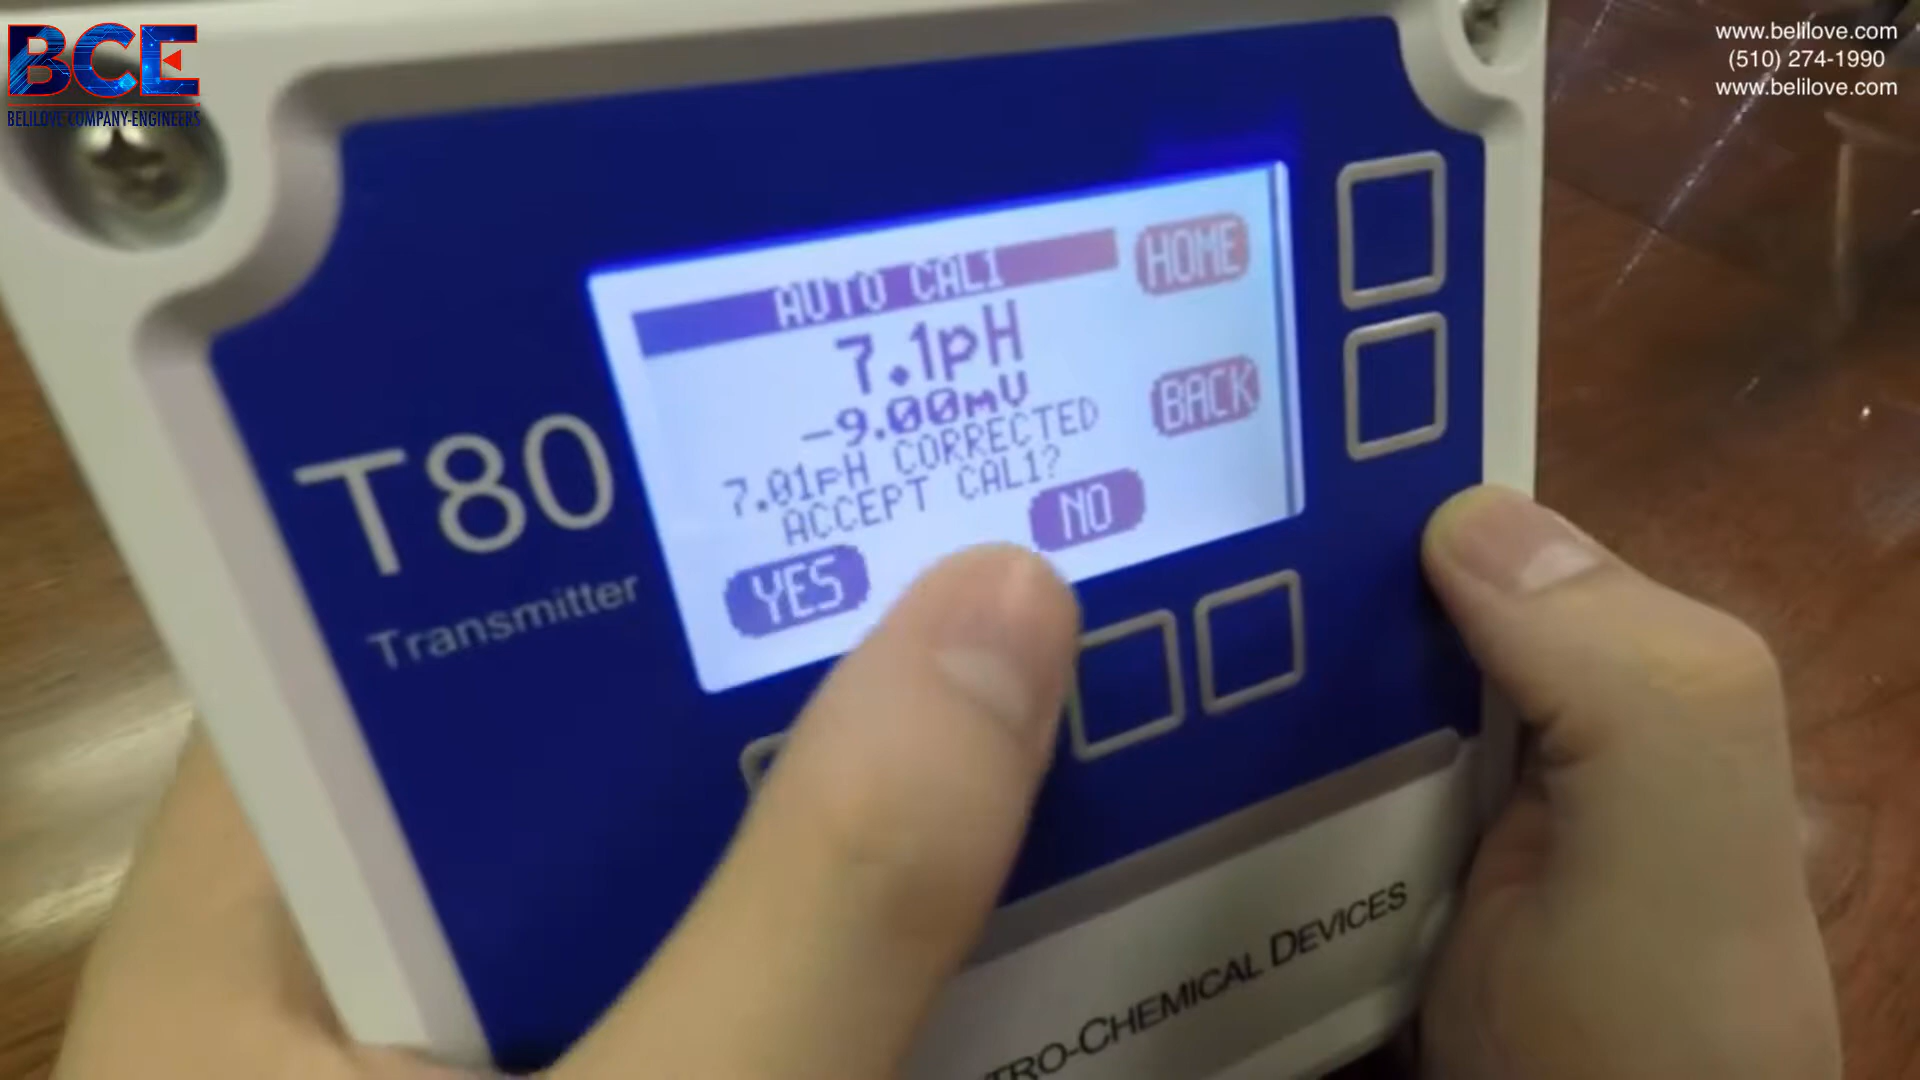 BCE
BELILOVE COMPANY-ENGINEERS
www.belilove.com
(510) 274-1990
www.belilove.com
AUTO CAL1
HOME
7.1pH
-9.00mV
BACK
7.01pH CORRECTED
ACCEPT CAL1?
YES
NO
T80
Transmitter
TRO-CHEMICAL DEVICES